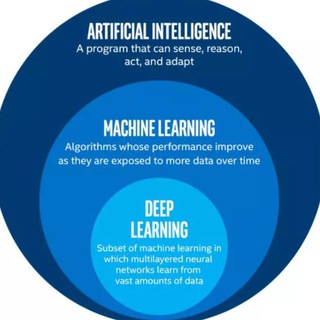 ARTIFICIAL INTELLIGENCE
A program that can sense, reason,
act, and adapt
MACHINE LEARNING
Algorithms whose performance improve
as they are exposed to more data over time
DEEP
LEARNING
Subset of machine learning in
which multilayered neural
networks learn from
vast amounts of data